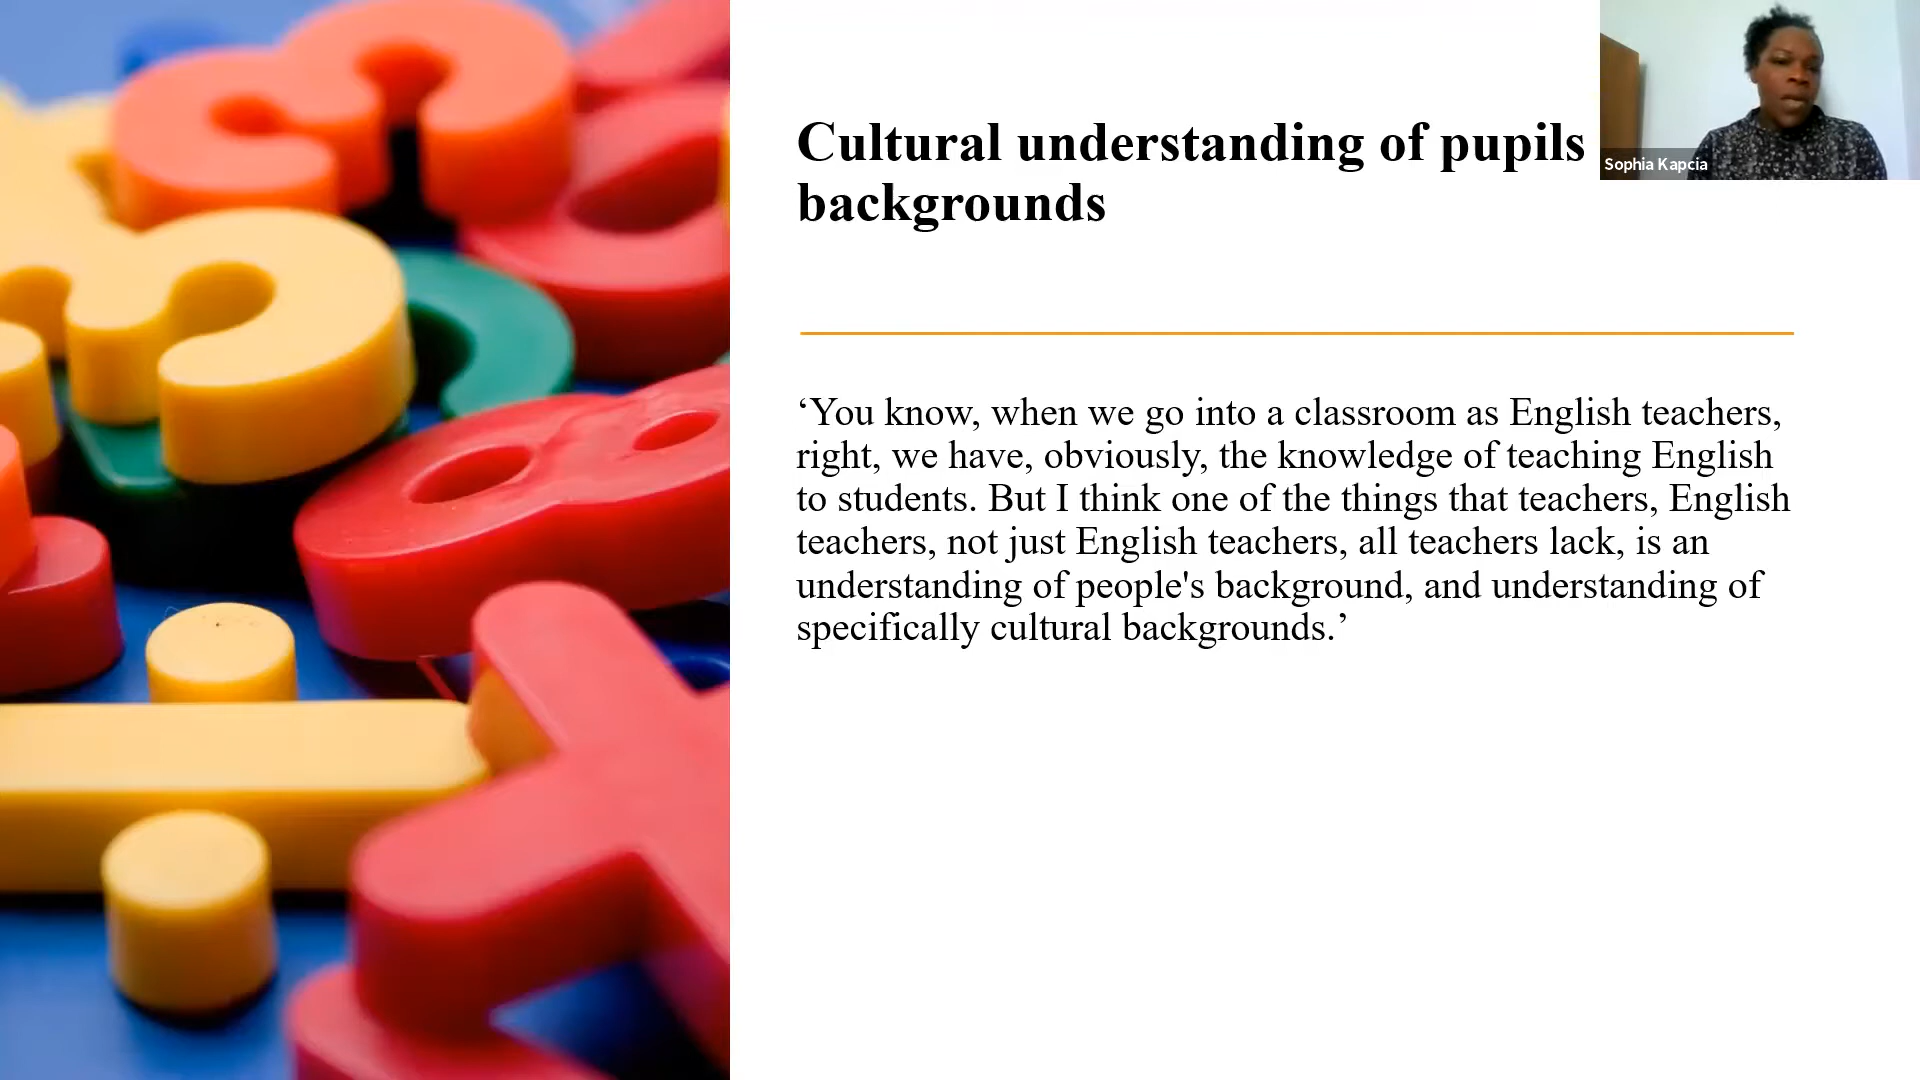 Cultural understanding of pupils
backgrounds
Sophia Kapcia
‘You know, when we go into a classroom as English teachers,
right, we have, obviously, the knowledge of teaching English
to students. But I think one of the things that teachers, English
teachers, not just English teachers, all teachers lack, is an
understanding of people's background, and understanding of
specifically cultural backgrounds.’